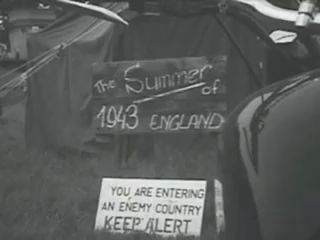 The Summer of
1943 ENGLAND
YOU ARE ENTERING
AN ENEMY COUNTRY
KEEP ALERT